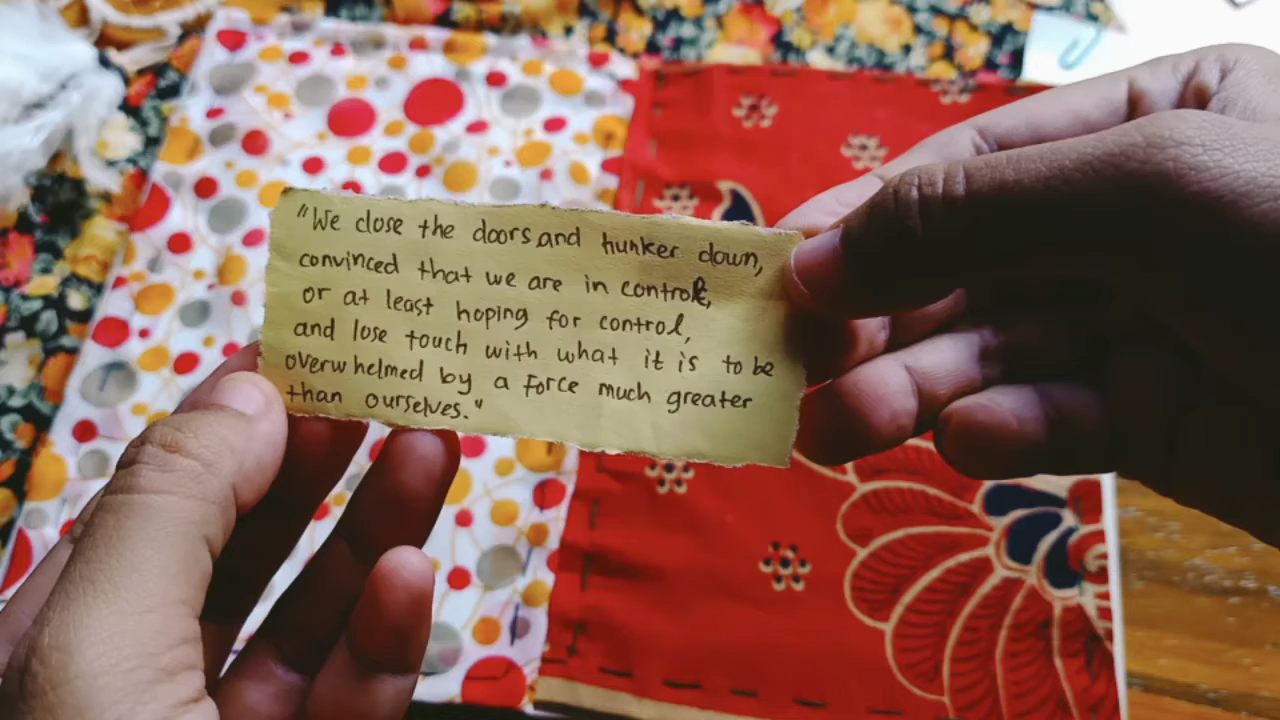 "We close the doors and hunker down,
convinced that we are in control,
or at least hoping for control,
and lose touch with what it is to be
overwhelmed by a force much greater
than ourselves."